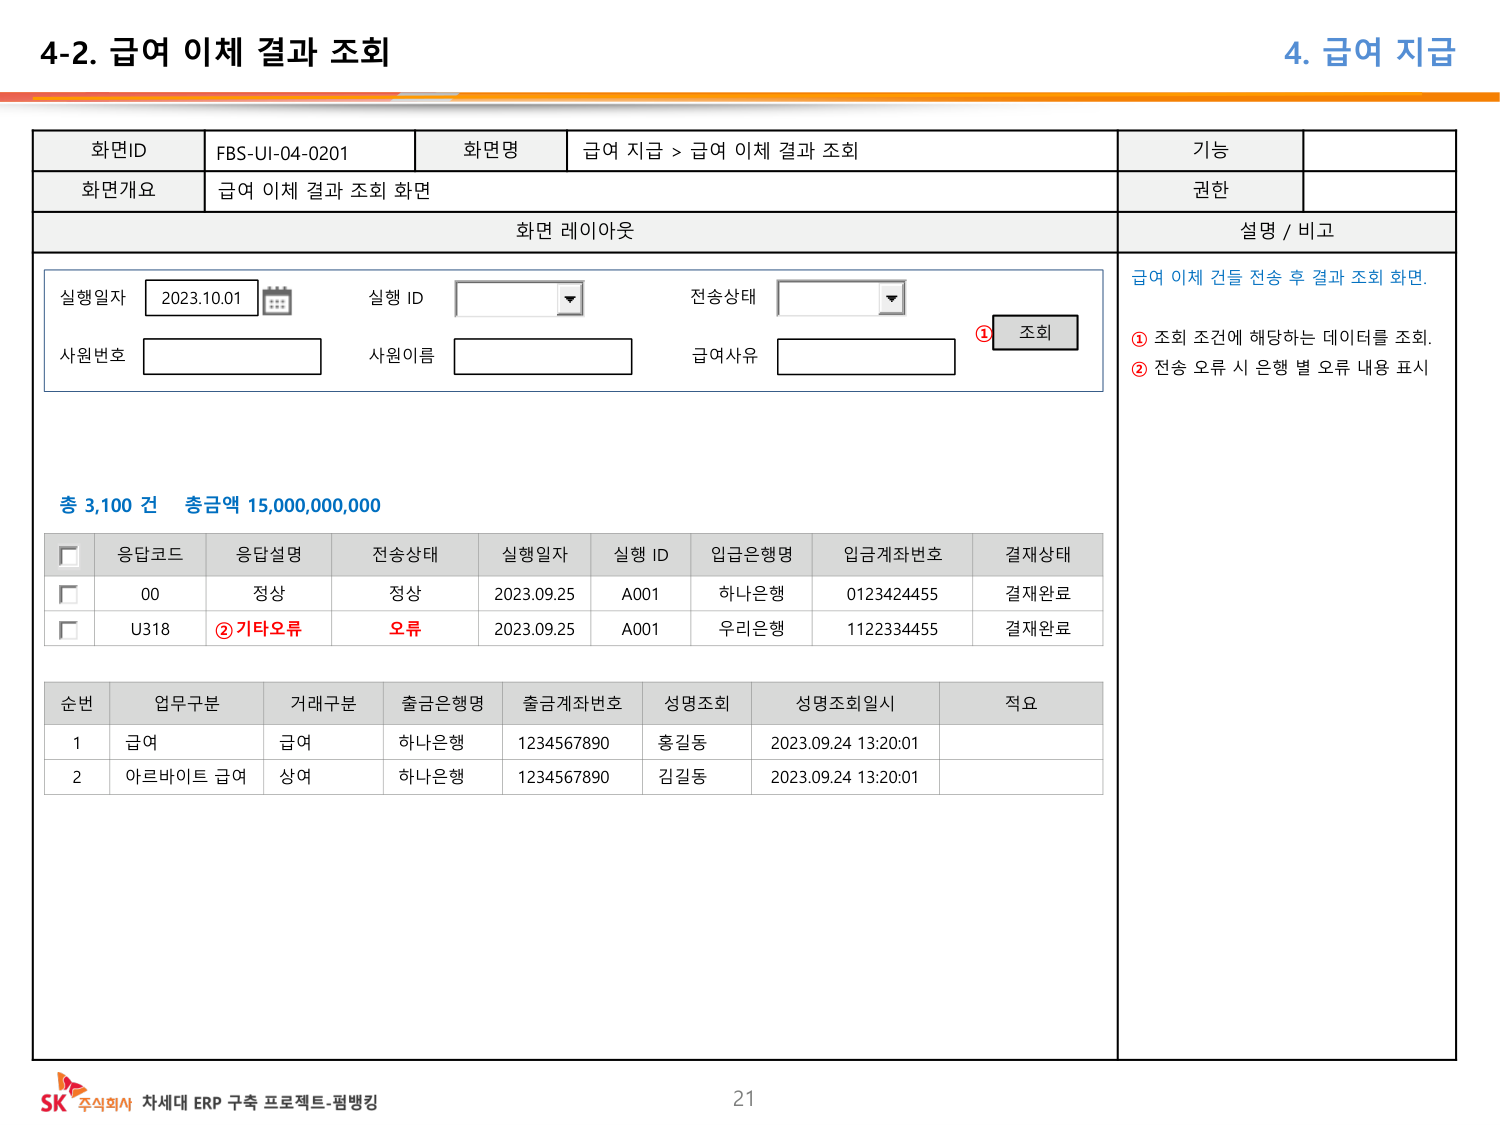 4-2. 급여 이체 결과 조회
4. 급여 지급
화면ID FBS-UI-04-0201 화면명 급여 지급 > 급여 이체 결과 조회 기능
화면개요 급여 이체 결과 조회 화면 권한
화면 레이아웃 설명 / 비고
실행일자 2023.10.01 실행 ID 전송상태
사원번호 사원이름 급여사유
① 조회
급여 이체 건들 전송 후 결과 조회 화면.
① 조회 조건에 해당하는 데이터를 조회.
② 전송 오류 시 은행 별 오류 내용 표시
총 3,100 건 총금액 15,000,000,000
응답코드 응답설명 전송상태 실행일자 실행 ID 입급은행명 입금계좌번호 결재상태
00 정상 정상 2023.09.25 A001 하나은행 0123424455 결재완료
U318 ②기타오류 오류 2023.09.25 A001 우리은행 1122334455 결재완료
순번 업무구분 거래구분 출금은행명 출금계좌번호 성명조회 성명조회일시 적요
1 급여 급여 하나은행 1234567890 홍길동 2023.09.24 13:20:01
2 아르바이트 급여 상여 하나은행 1234567890 김길동 2023.09.24 13:20:01
SK 주식회사 차세대 ERP 구축 프로젝트-펌뱅킹
21